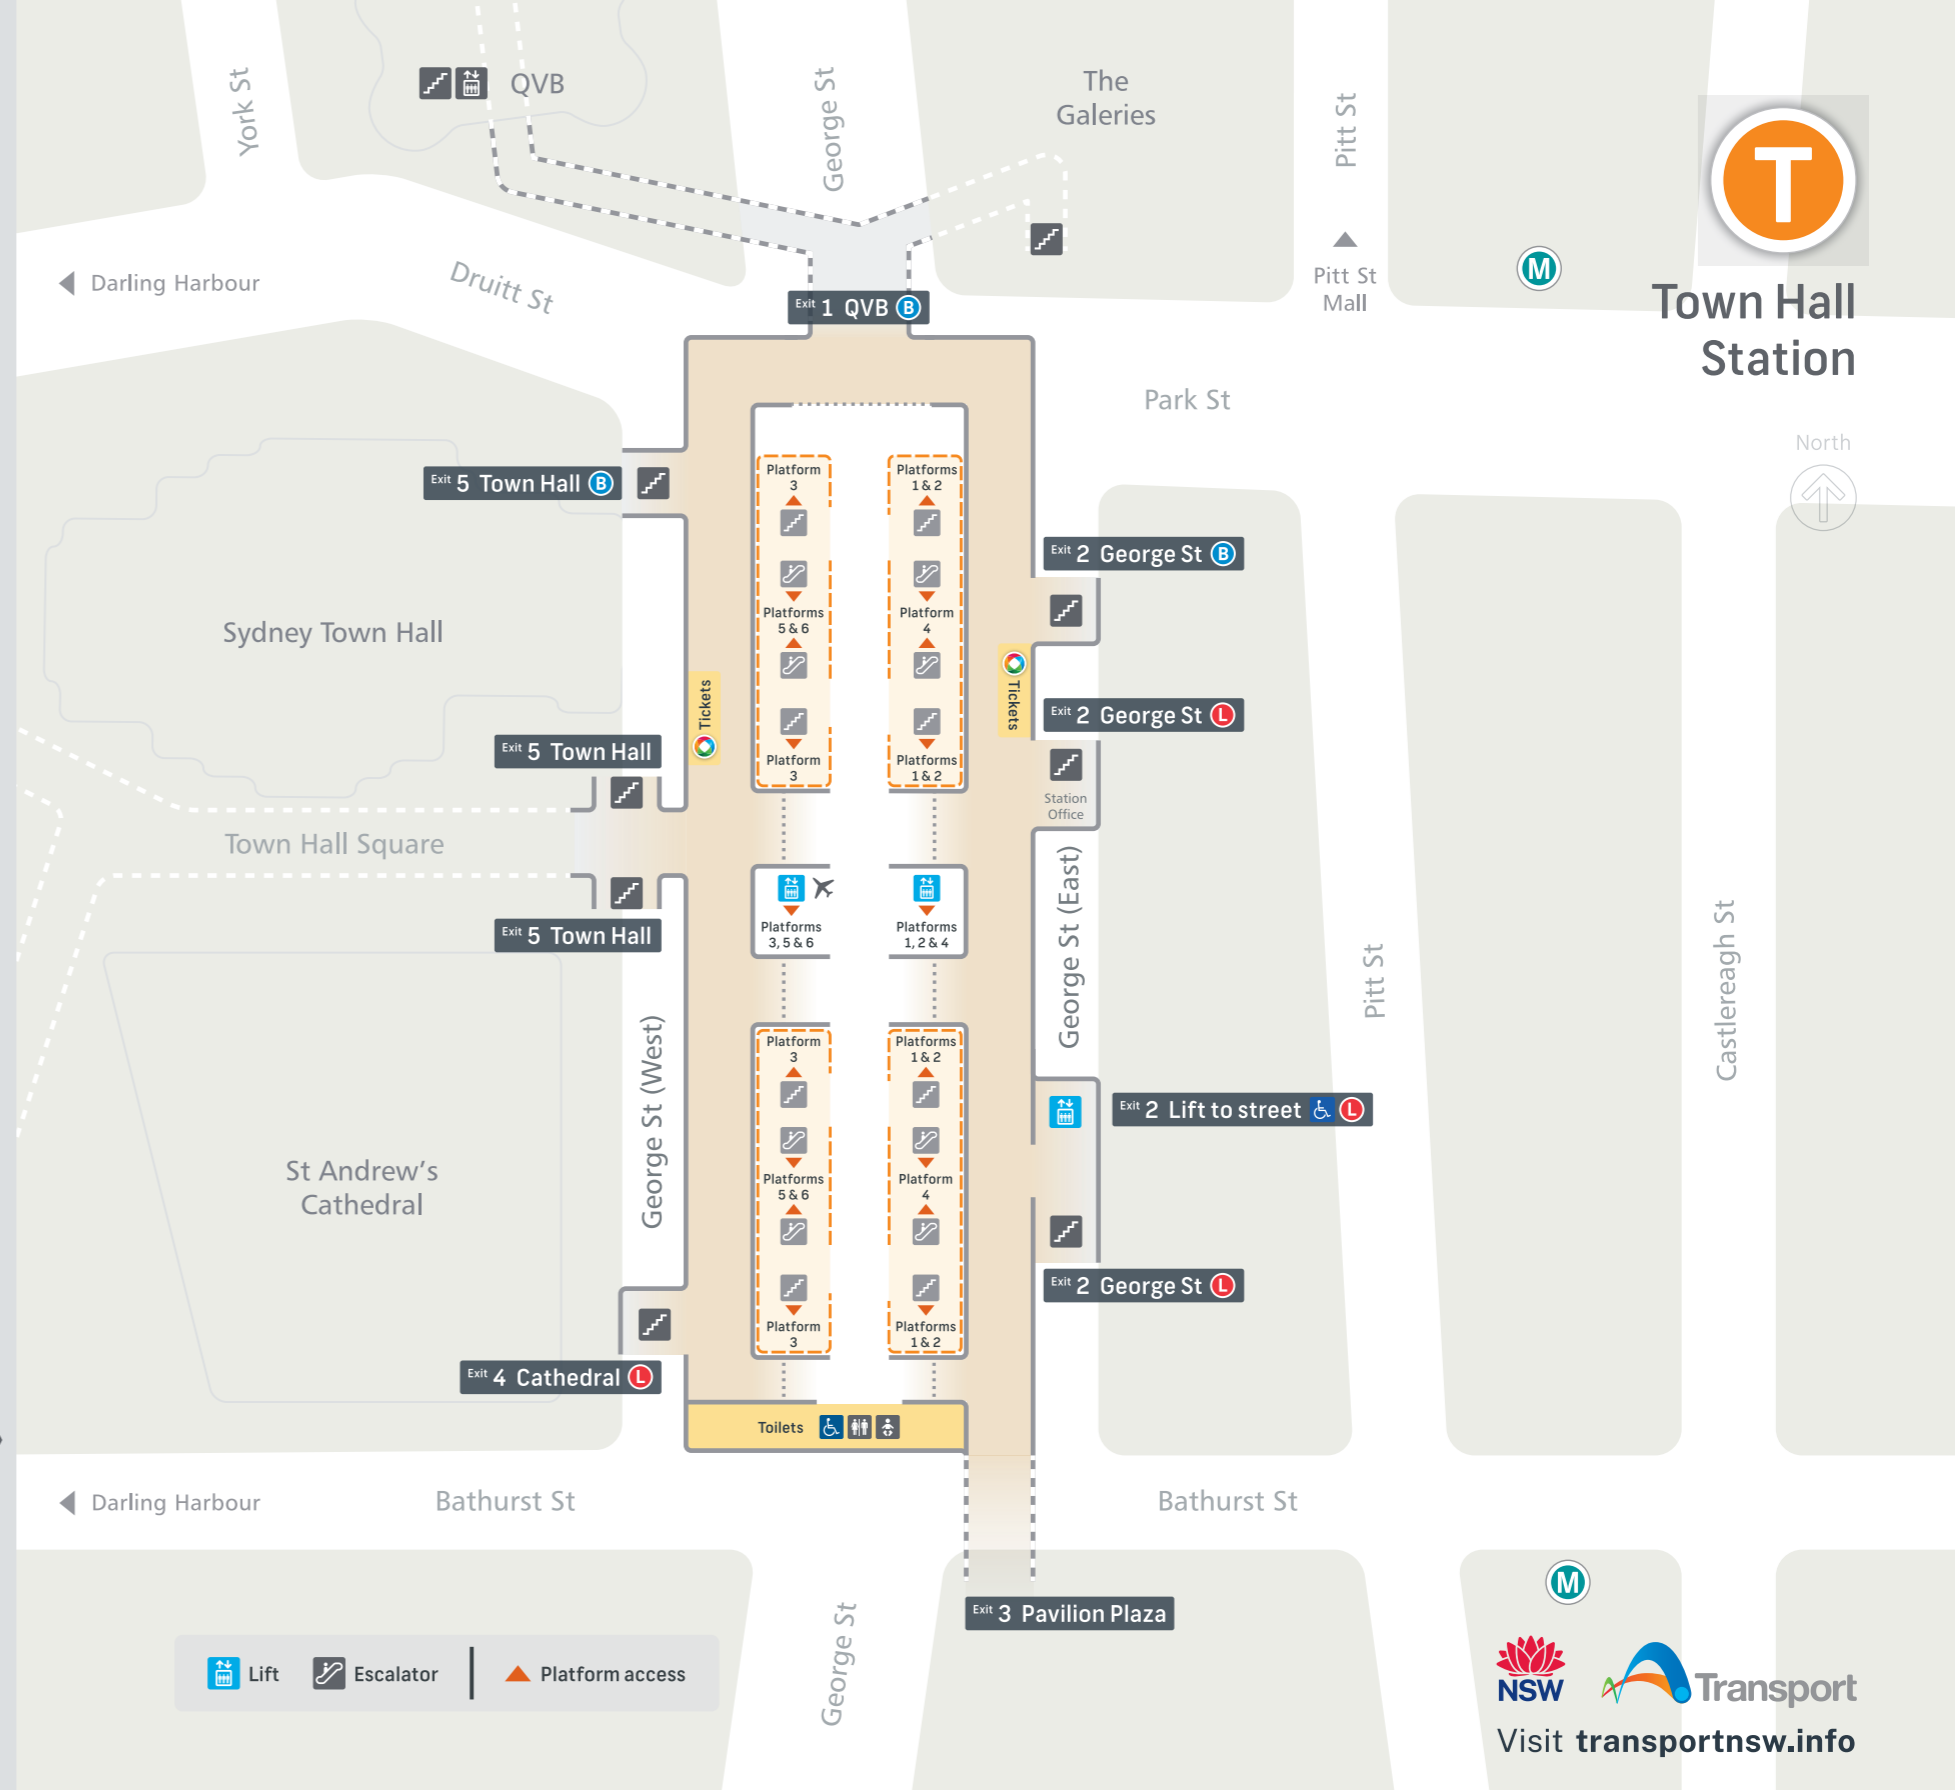 York St
QVB
George St
The
Galeries
Pitt St
T
Town Hall
Station
M
Pitt St
Mall
Darling Harbour
Druitt St
Exit 1 QVB B
Park St
North
Exit 5 Town Hall B
Platform
3
Platforms
1 & 2
Exit 2 George St B
Platforms
5 & 6
Platform
4
Sydney Town Hall
Tickets
Tickets
Exit 2 George St L
Exit 5 Town Hall
Platform
3
Platforms
1 & 2
Station
Office
Town Hall Square
Platforms
3, 5 & 6
Platforms
1, 2 & 4
Exit 5 Town Hall
George St (East)
Pitt St
Castlereagh St
George St (West)
Platform
3
Platforms
1 & 2
Exit 2 Lift to street L
St Andrew's
Cathedral
Platforms
5 & 6
Platform
4
Exit 2 George St L
Platform
3
Platforms
1 & 2
Exit 4 Cathedral L
Toilets
Darling Harbour
Bathurst St
Bathurst St
M
Exit 3 Pavilion Plaza
George St
Lift
Escalator
Platform access
NSW
Transport
Visit transportnsw.info